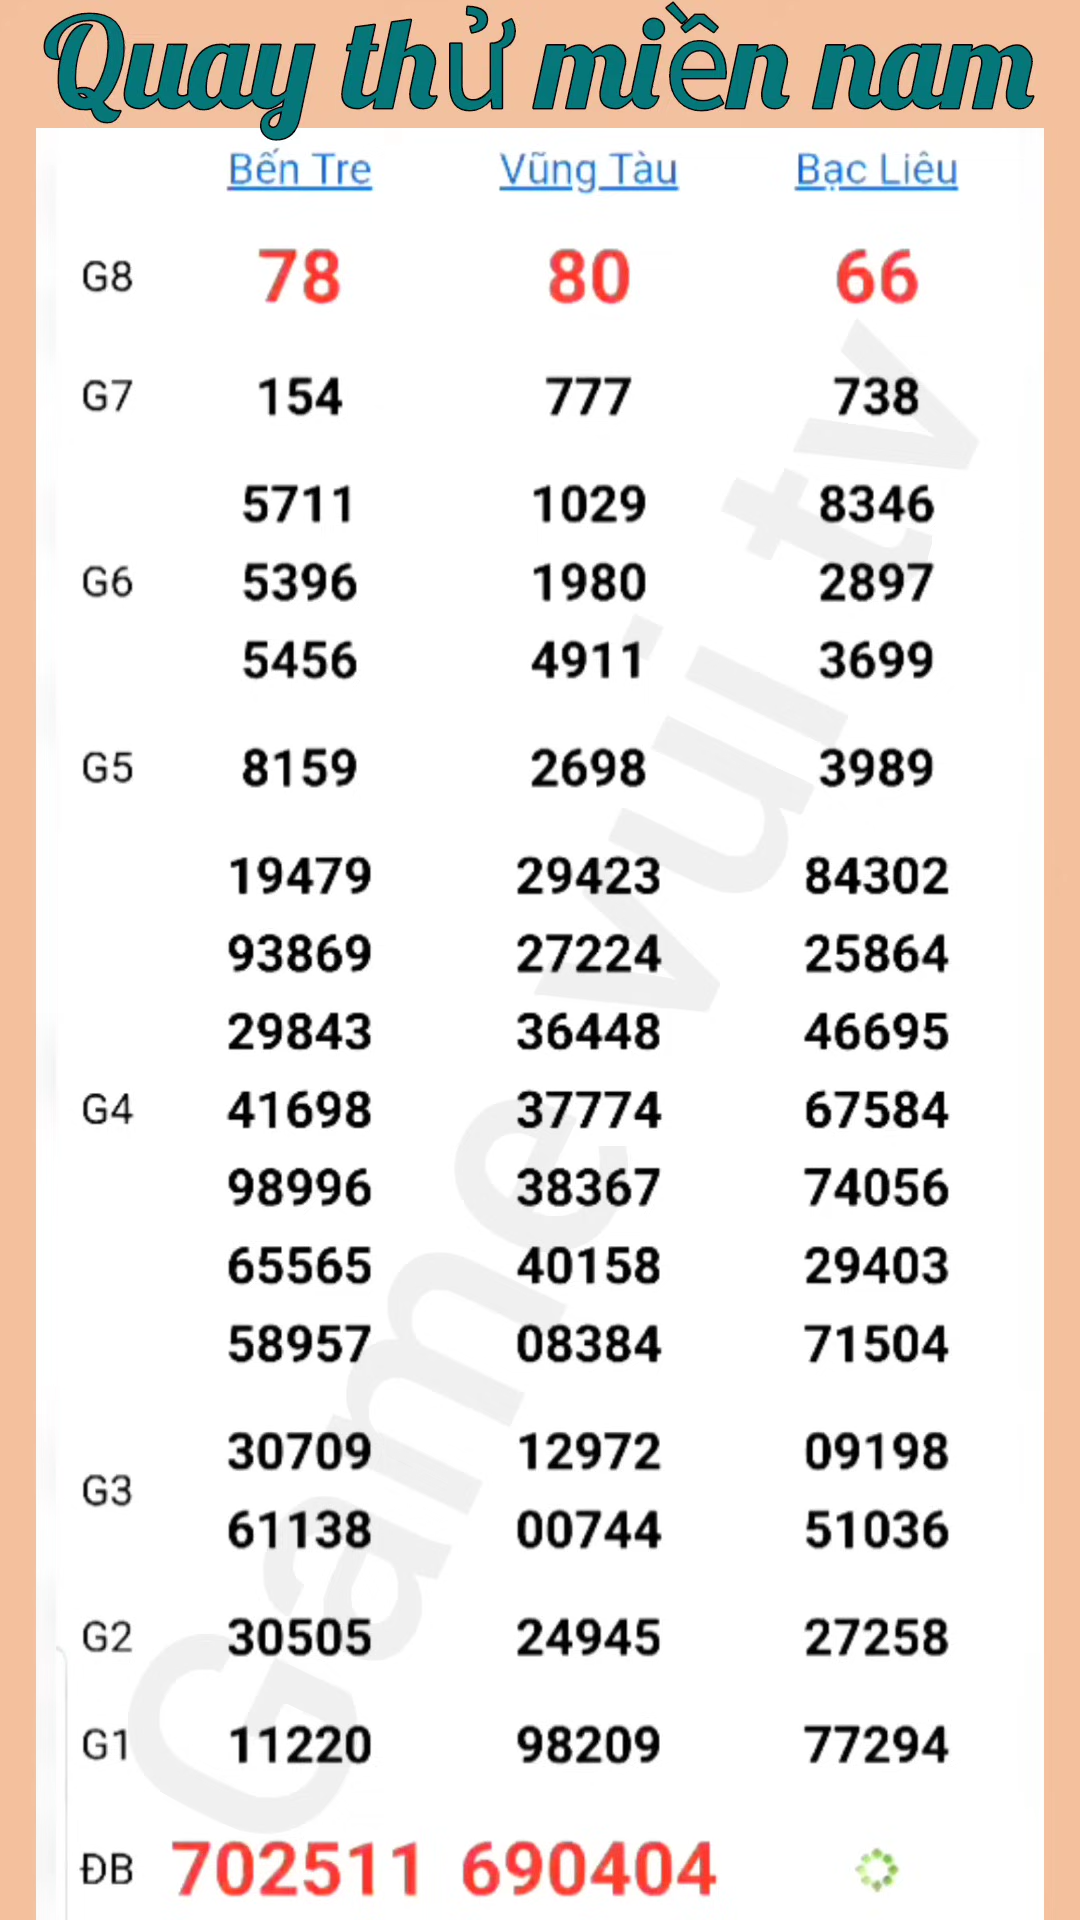 Quay thử miền nam
Bến Tre Vũng Tàu Bạc Liêu
G8 78 80 66
G7 154 777 738
5711 1029 8346
G6 5396 1980 2897
5456 4911 3699
G5 8159 2698 3989
19479 29423 84302
93869 27224 25864
29843 36448 46695
G4 41698 37774 67584
98996 38367 74056
65565 40158 29403
58957 08384 71504
30709 12972 09198
G3
61138 00744 51036
G2 30505 24945 27258
G1 11220 98209 77294
ĐB 702511 690404
Game vui tv